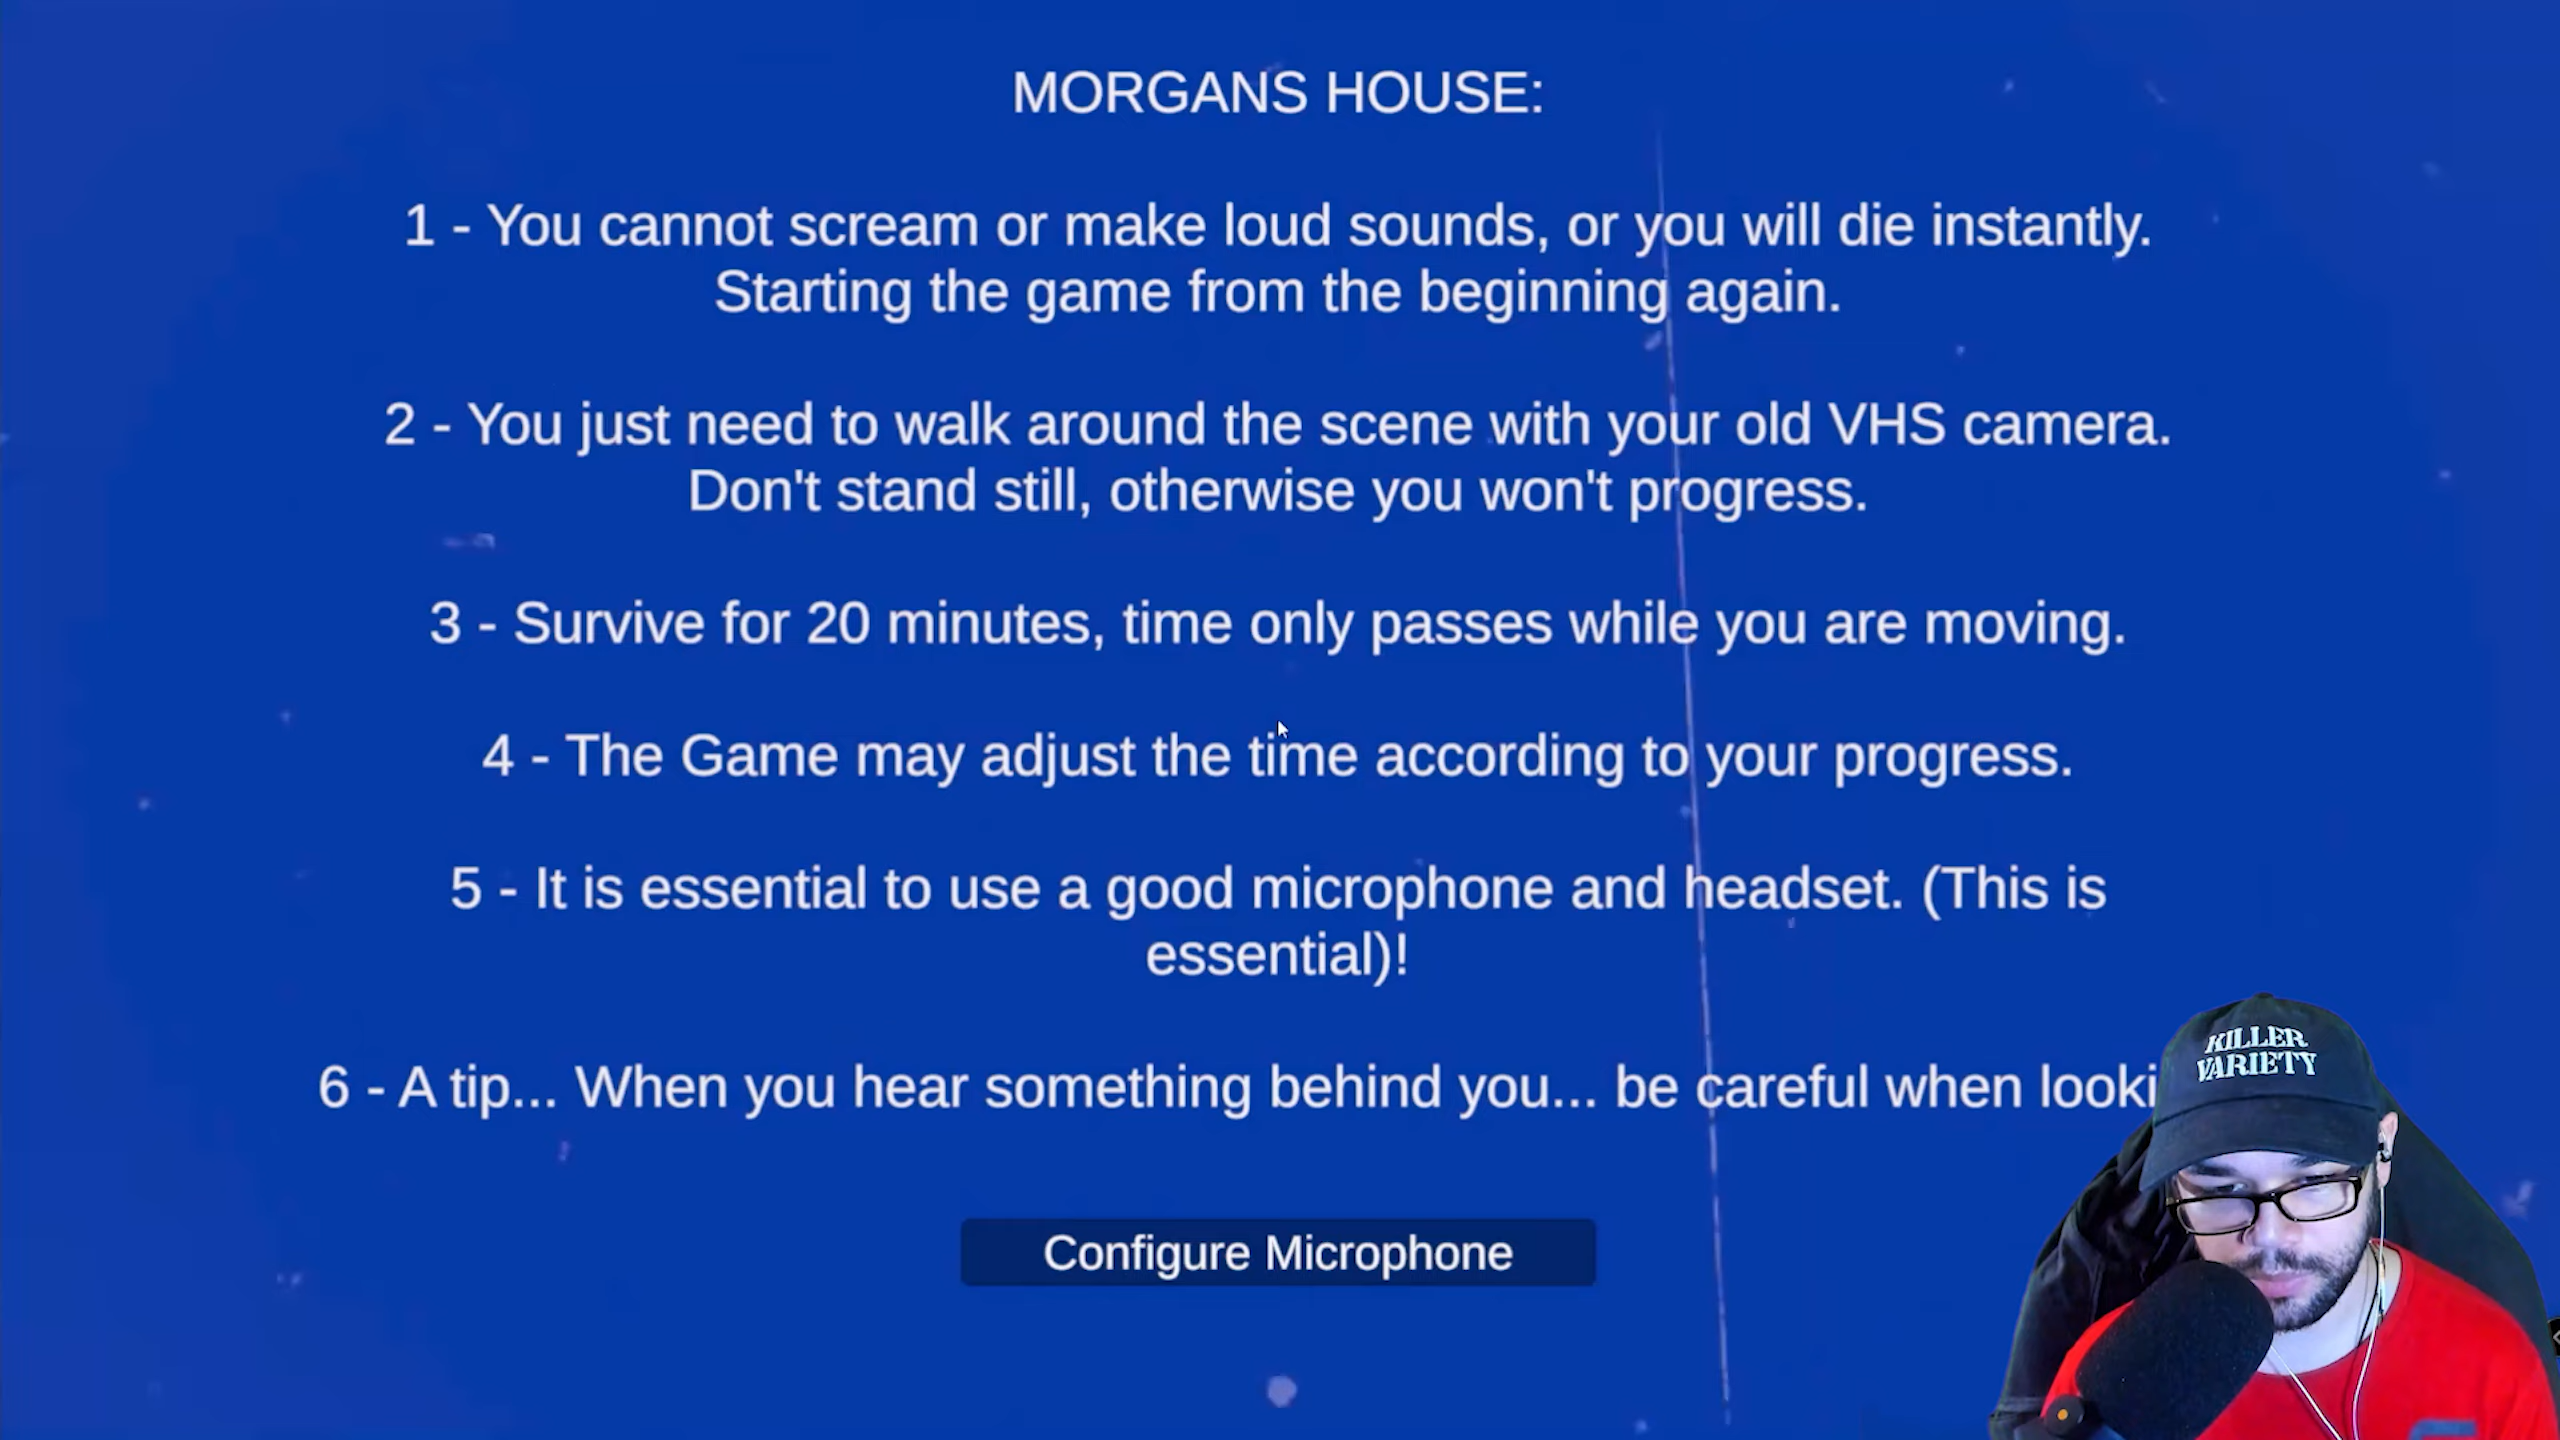 MORGANS HOUSE:
1 - You cannot scream or make loud sounds, or you will die instantly.
Starting the game from the beginning again.
2 - You just need to walk around the scene with your old VHS camera.
Don't stand still, otherwise you won't progress.
3 - Survive for 20 minutes, time only passes while you are moving.
4 - The Game may adjust the time according to your progress.
5 - It is essential to use a good microphone and headset. (This is
essential)!
6 - A tip... When you hear something behind you... be careful when
KILLER
VARIETY
Configure Microphone